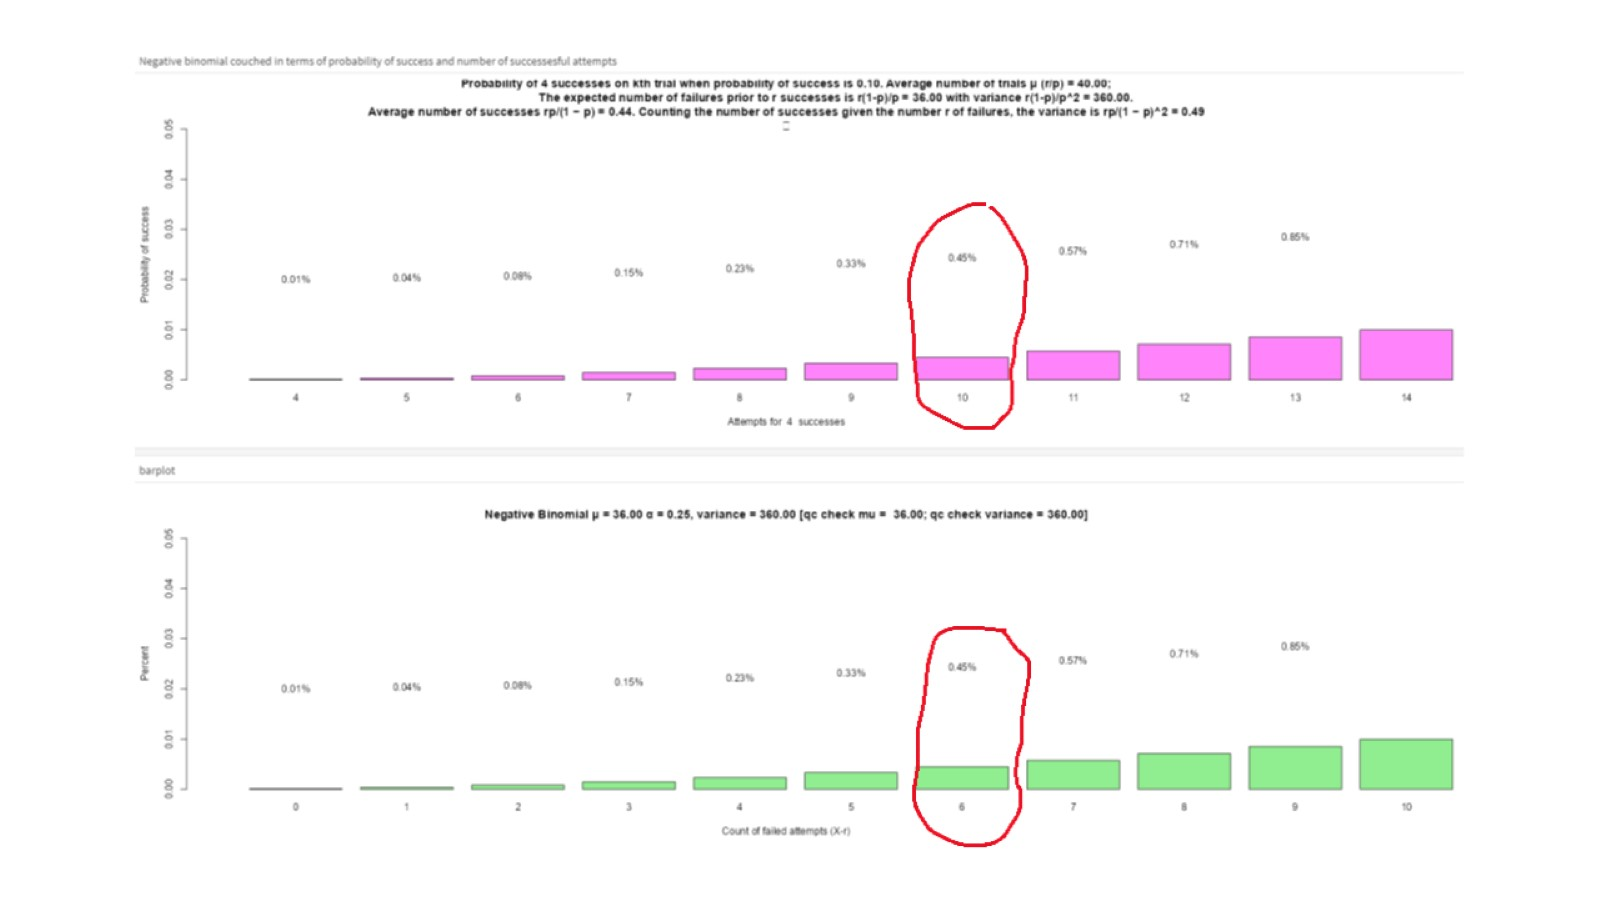 Negative binomial couched in terms of probability of success and number of successesful attempts
Probability of 4 successes on kth trial when probability of success is 0.10. Average number of trials μ (r/p) = 40.00;
The expected number of failures prior to r successes is r(1-p)/p = 36.00 with variance r(1-p)/p^2 = 360.00.
Average number of successes rp/(1 − p) = 0.44. Counting the number of successes given the number r of failures, the variance is rp/(1 − p)^2 = 0.49
0.05
0.04
0.03
0.02
0.01
0.00
Probability of success
0.01% 0.04% 0.08% 0.15% 0.23% 0.33% 0.45% 0.57% 0.71% 0.85%
4 5 6 7 8 9 10 11 12 13 14
Attempts for 4 successes
barplot
Negative Binomial μ = 36.00 α = 0.25, variance = 360.00 [qc check mu = 36.00; qc check variance = 360.00]
0.05
0.04
0.03
0.02
0.01
0.00
Percent
0.01% 0.04% 0.08% 0.15% 0.23% 0.33% 0.45% 0.57% 0.71% 0.85%
0 1 2 3 4 5 6 7 8 9 10
Count of failed attempts (X-r)